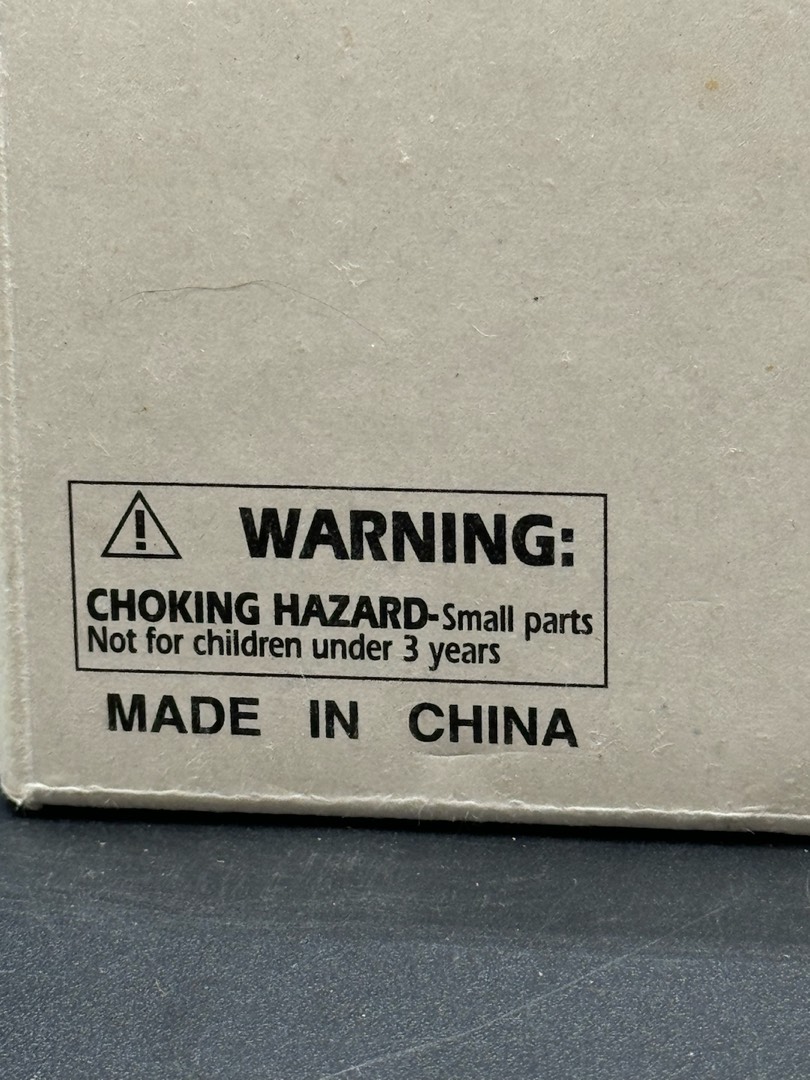 WARNING:
CHOKING HAZARD-Small parts
Not for children under 3 years
MADE IN CHINA